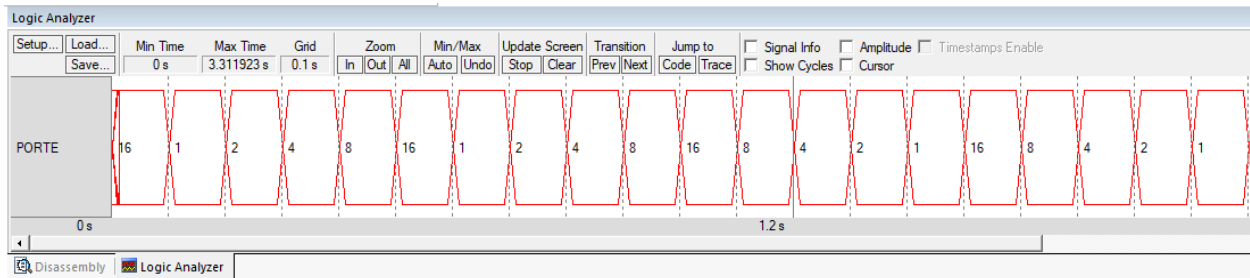 Logic Analyzer
Setup... Load... Min Time Max Time Grid Zoom Min/Max Update Screen Transition Jump to Signal Info Amplitude Timestamps Enable
Save... 0 s 3.311923 s 0.1 s In Out All Auto Undo Stop Clear Prev Next Code Trace Show Cycles Cursor
PORTE 16 1 2 4 8 16 1 2 4 8 16 8 4 2 1 16 8 4 2 1
0 s 1.2 s
Disassembly Logic Analyzer